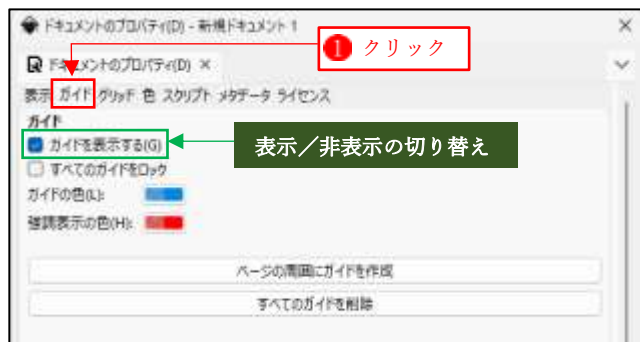 ドキュメントのプロパティ(D) - 新規ドキュメント 1
❶ クリック
ドキュメントのプロパティ(D) ×
表示 ガイド グリッド 色 スクリプト メタデータ ライセンス
ガイド
ガイドを表示する(G)
表示／非表示の切り替え
すべてのガイドをロック
ガイドの色(L):
強調表示の色(H):
ページの周囲にガイドを作成
すべてのガイドを削除